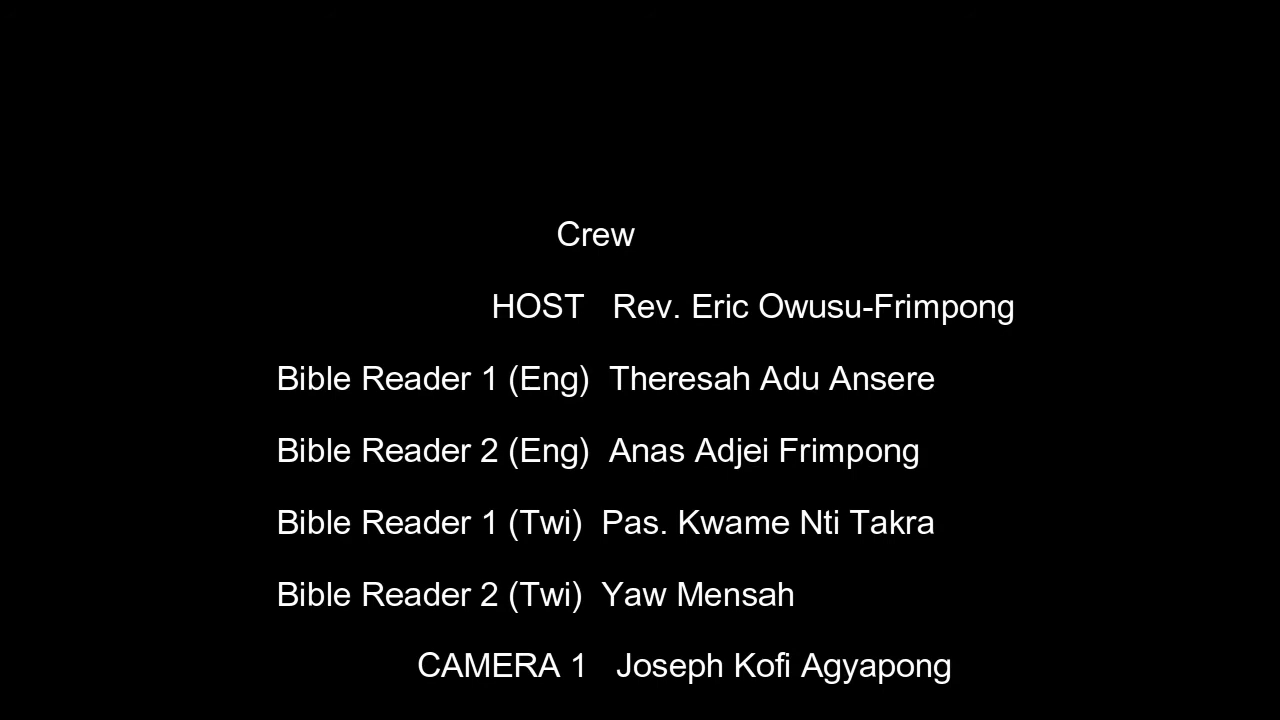 Crew
HOST Rev. Eric Owusu-Frimpong
Bible Reader 1 (Eng) Theresah Adu Ansere
Bible Reader 2 (Eng) Anas Adjei Frimpong
Bible Reader 1 (Twi) Pas. Kwame Nti Takra
Bible Reader 2 (Twi) Yaw Mensah
CAMERA 1 Joseph Kofi Agyapong